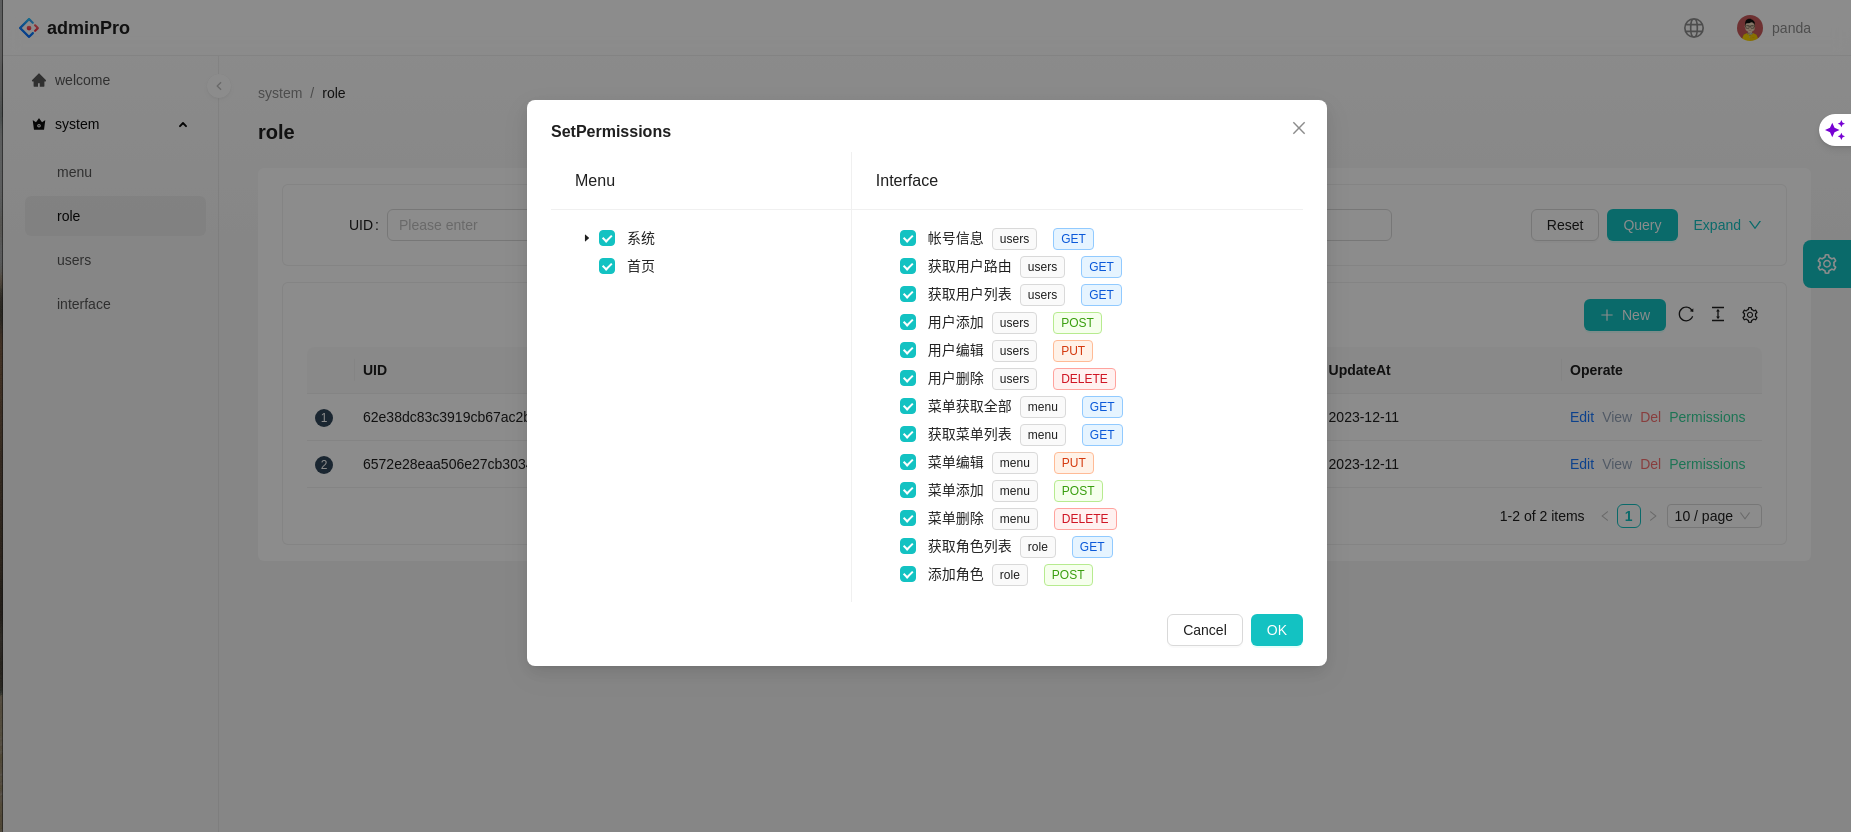 adminPro
panda
welcome
system
menu
role
users
interface
system / role
role
UID :
Please enter
Reset
Query
Expand
New
UID
UpdateAt
Operate
1
62e38dc83c3919cb67ac2b
2023-12-11
Edit View Del Permissions
2
6572e28eaa506e27cb303
2023-12-11
Edit View Del Permissions
1-2 of 2 items
1
10 / page
SetPermissions
Menu
系统
首页
Interface
帐号信息 users GET
获取用户路由 users GET
获取用户列表 users GET
用户添加 users POST
用户编辑 users PUT
用户删除 users DELETE
菜单获取全部 menu GET
获取菜单列表 menu GET
菜单编辑 menu PUT
菜单添加 menu POST
菜单删除 menu DELETE
获取角色列表 role GET
添加角色 role POST
Cancel
OK